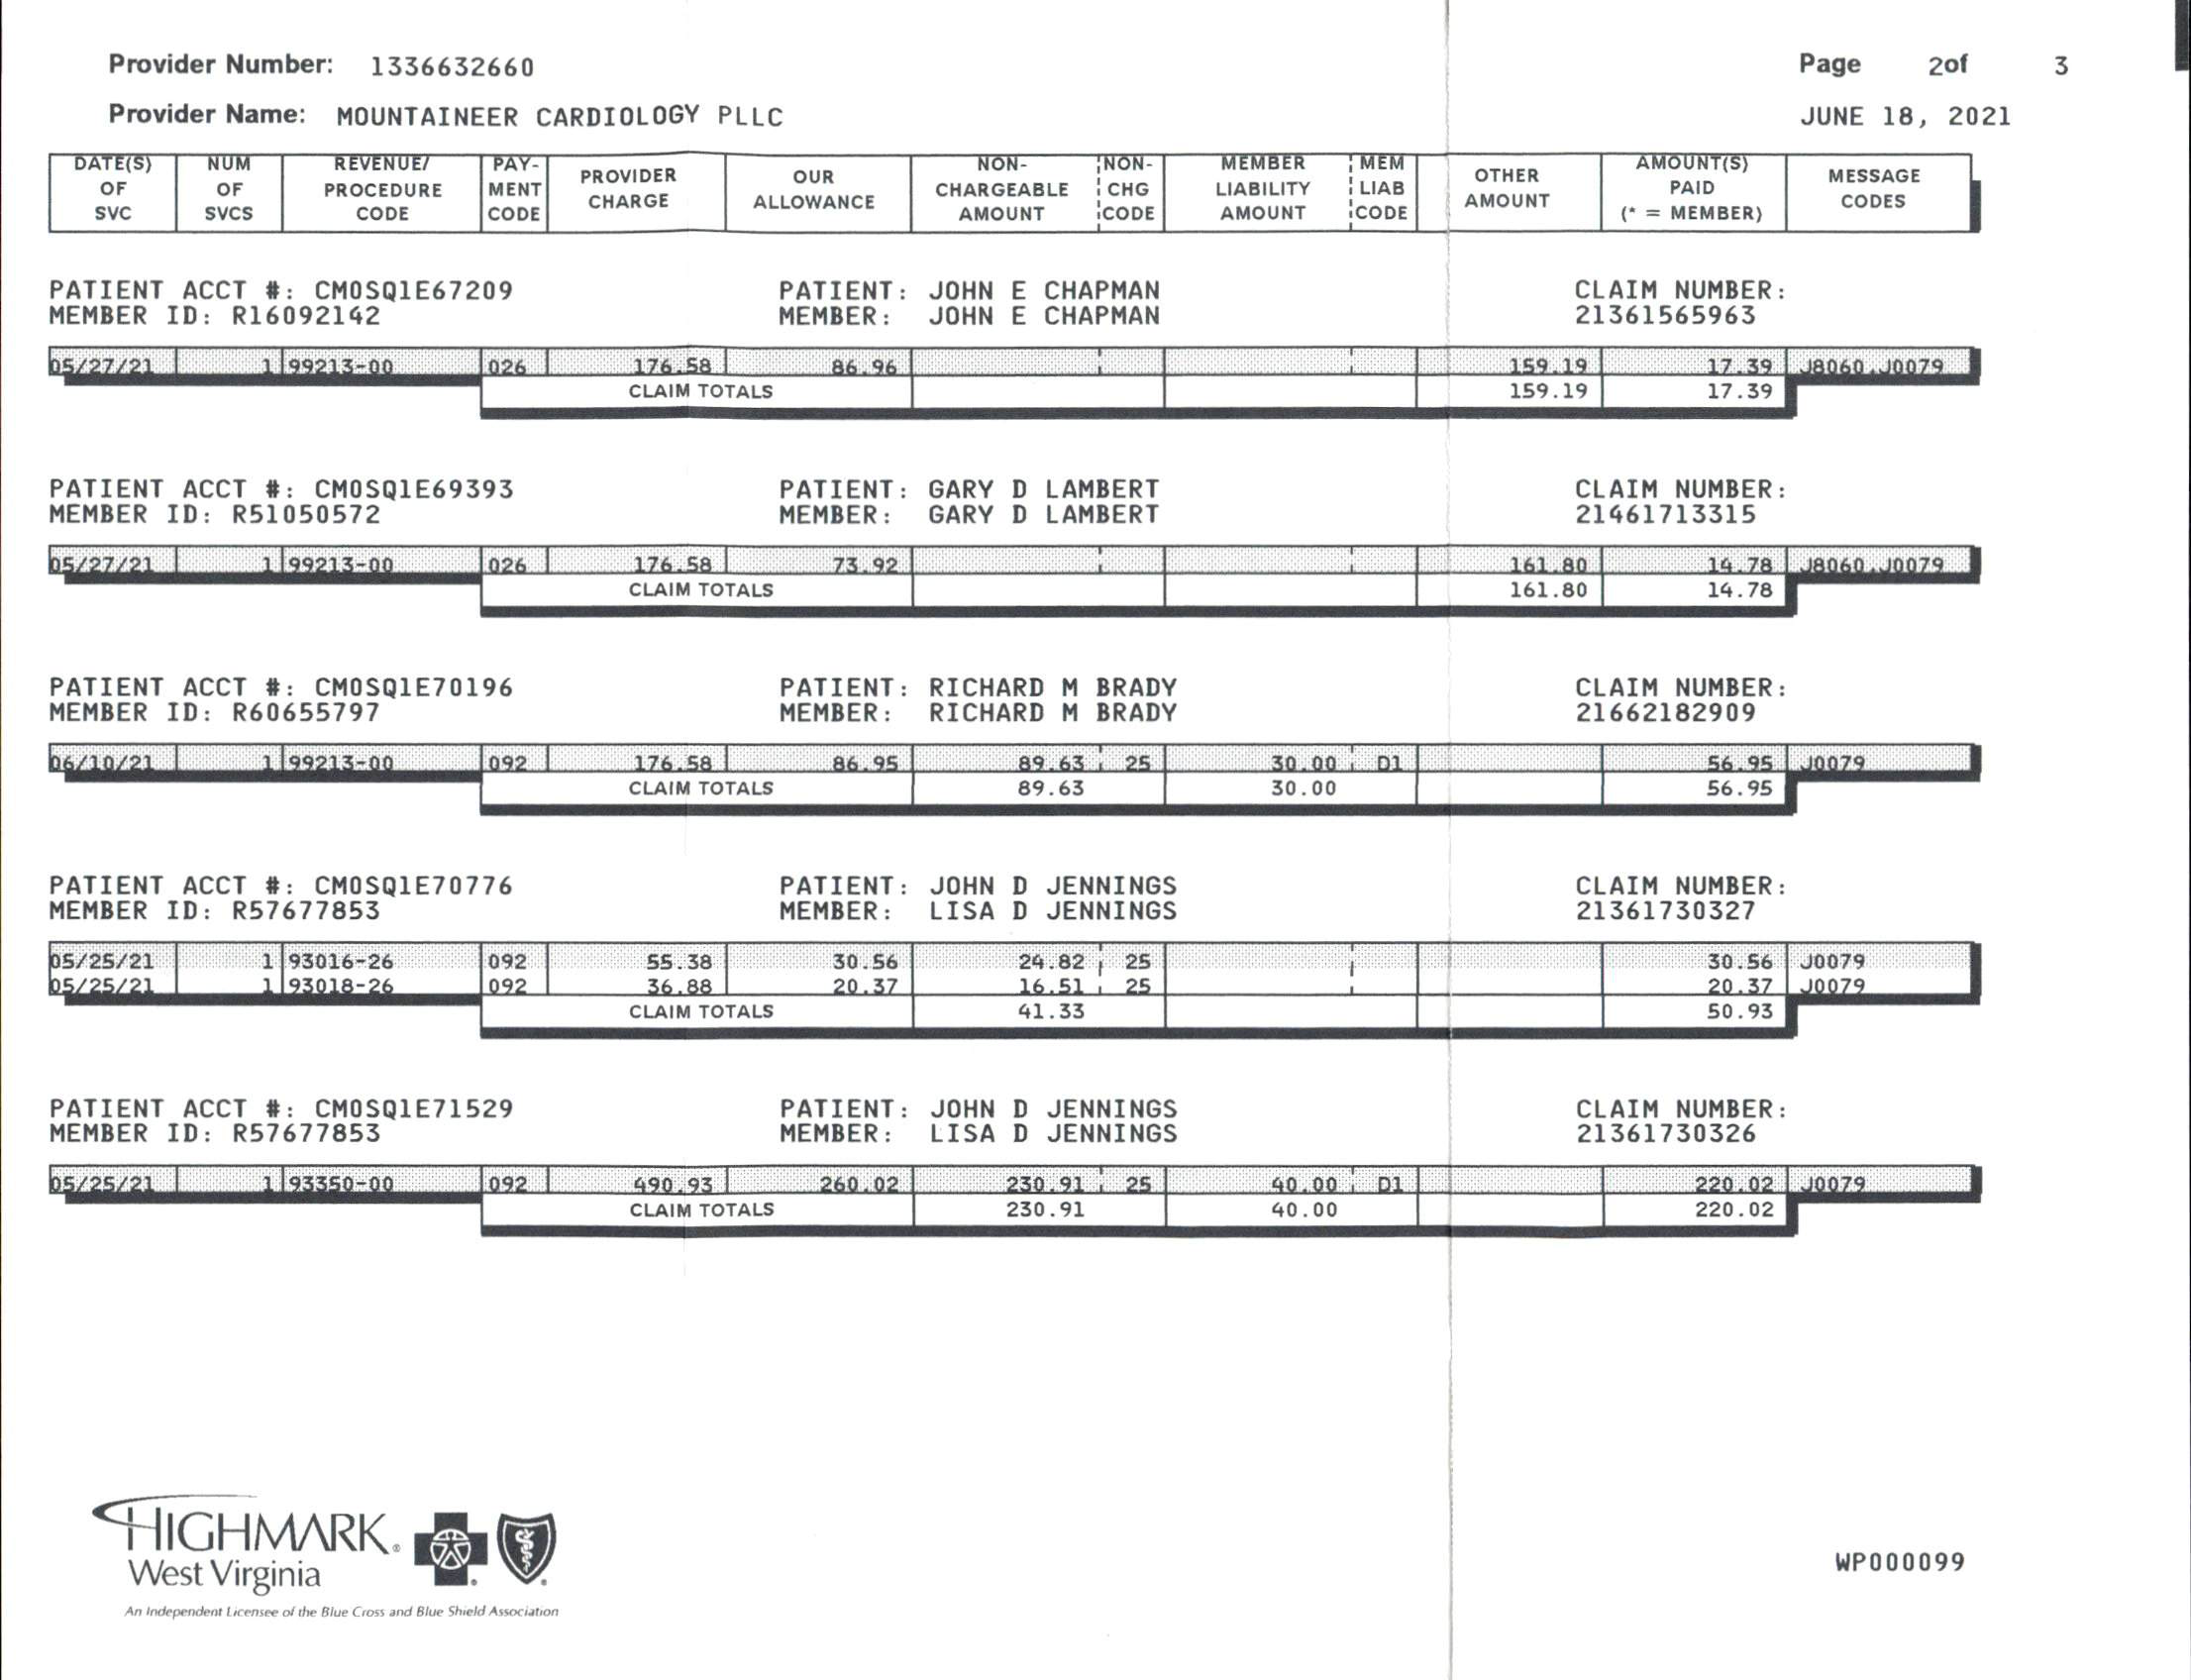 Provider Number: 1336632660 Page 2of 3
Provider Name: MOUNTAINEER CARDIOLOGY PLLC JUNE 18, 2021
DATE(S) OF SVC NUM OF SVCS REVENUE/ PROCEDURE CODE PAY- MENT CODE PROVIDER CHARGE OUR ALLOWANCE NON- CHARGEABLE AMOUNT NON- CHG CODE MEMBER LIABILITY AMOUNT MEM LIAB CODE OTHER AMOUNT AMOUNT(S) PAID (* = MEMBER) MESSAGE CODES
PATIENT ACCT #: CM0SQ1E67209 PATIENT: JOHN E CHAPMAN CLAIM NUMBER:
MEMBER ID: R16092142 MEMBER: JOHN E CHAPMAN 21361565963
05/27/21 1 99213-00 026 176.58 86.96 159.19 17.39 J8060,J0079
CLAIM TOTALS 159.19 17.39
PATIENT ACCT #: CM0SQ1E69393 PATIENT: GARY D LAMBERT CLAIM NUMBER:
MEMBER ID: R51050572 MEMBER: GARY D LAMBERT 21461713315
05/27/21 1 99213-00 026 176.58 73.92 161.80 14.78 J8060,J0079
CLAIM TOTALS 161.80 14.78
PATIENT ACCT #: CM0SQ1E70196 PATIENT: RICHARD M BRADY CLAIM NUMBER:
MEMBER ID: R60655797 MEMBER: RICHARD M BRADY 21662182909
06/10/21 1 99213-00 092 176.58 86.95 89.63 25 30.00 D1 56.95 J0079
CLAIM TOTALS 89.63 30.00 56.95
PATIENT ACCT #: CM0SQ1E70776 PATIENT: JOHN D JENNINGS CLAIM NUMBER:
MEMBER ID: R57677853 MEMBER: LISA D JENNINGS 21361730327
05/25/21 1 93016-26 092 55.38 30.56 24.82 25 30.56 J0079
05/25/21 1 93018-26 092 36.88 20.37 16.51 25 20.37 J0079
CLAIM TOTALS 41.33 50.93
PATIENT ACCT #: CM0SQ1E71529 PATIENT: JOHN D JENNINGS CLAIM NUMBER:
MEMBER ID: R57677853 MEMBER: LISA D JENNINGS 21361730326
05/25/21 1 93350-00 092 490.93 260.02 230.91 25 40.00 D1 220.02 J0079
CLAIM TOTALS 230.91 40.00 220.02
HIGHMARK®
West Virginia
WP000099
An Independent Licensee of the Blue Cross and Blue Shield Association